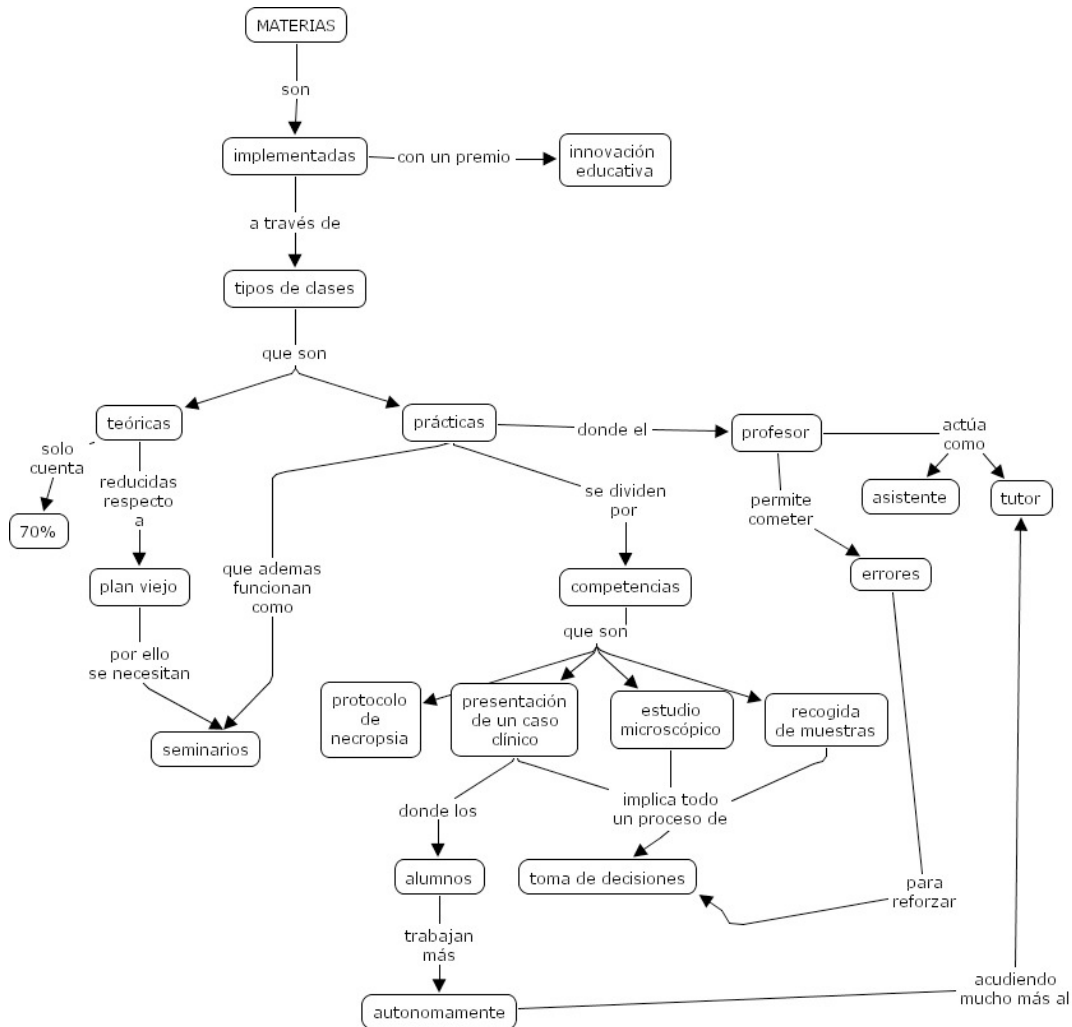 MATERIAS
son
implementadas
con un premio
innovación
educativa
a través de
tipos de clases
que son
teóricas
prácticas
donde el
profesor
actúa
como
solo
cuenta
70%
reducidas
respecto
a
se dividen
por
permite
cometer
asistente
tutor
plan viejo
que ademas
funcionan
como
competencias
errores
por ello
se necesitan
que son
seminarios
protocolo
de
necropsia
presentación
de un caso
clínico
estudio
microscópico
recogida
de muestras
donde los
implica todo
un proceso de
alumnos
toma de decisiones
para
reforzar
trabajan
más
autonomamente
acudiendo
mucho más al